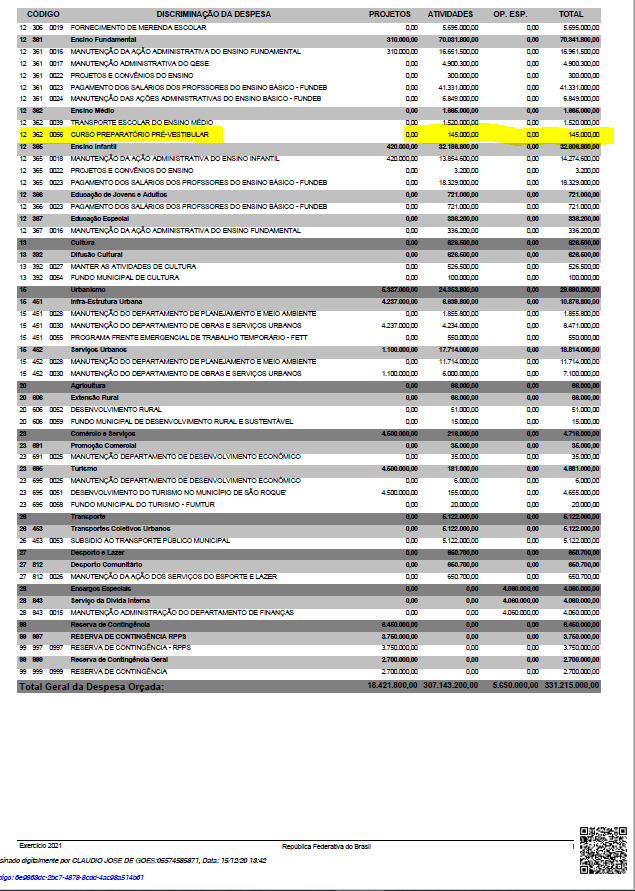 CÓDIGO DISCRIMINAÇÃO DA DESPESA PROJETOS ATIVIDADES OP. ESP. TOTAL
12 306 0019 FORNECIMENTO DE MERENDA ESCOLAR 0,00 5.695.000,00 0,00 5.695.000,00
12 361 Ensino Fundamental 310.000,00 70.031.800,00 0,00 70.341.800,00
12 361 0016 MANUTENÇÃO DA AÇÃO ADMINISTRATIVA DO ENSINO FUNDAMENTAL 310.000,00 16.651.500,00 0,00 16.961.500,00
12 361 0017 MANUTENÇÃO ADMINISTRATIVA DO QESE 0,00 4.900.300,00 0,00 4.900.300,00
12 361 0022 PROJETOS E CONVÊNIOS DO ENSINO 0,00 300.000,00 0,00 300.000,00
12 361 0023 PAGAMENTO DOS SALÁRIOS DOS PROFSSORES DO ENSINO BÁSICO - FUNDEB 0,00 41.331.000,00 0,00 41.331.000,00
12 361 0024 MANUTENÇÃO DAS AÇÕES ADMINISTRATIVAS DO ENSINO BÁSICO - FUNDEB 0,00 6.849.000,00 0,00 6.849.000,00
12 362 Ensino Médio 0,00 1.665.000,00 0,00 1.665.000,00
12 362 0039 TRANSPORTE ESCOLAR DO ENSINO MÉDIO 0,00 1.520.000,00 0,00 1.520.000,00
12 362 0056 CURSO PREPARATÓRIO PRÉ-VESTIBULAR 0,00 145.000,00 0,00 145.000,00
12 365 Ensino Infantil 420.000,00 32.186.800,00 0,00 32.606.800,00
12 365 0018 MANUTENÇÃO DA AÇÃO ADMINISTRATIVA DO ENSINO INFANTIL 420.000,00 13.854.600,00 0,00 14.274.600,00
12 365 0022 PROJETOS E CONVÊNIOS DO ENSINO 0,00 3.200,00 0,00 3.200,00
12 365 0023 PAGAMENTO DOS SALÁRIOS DOS PROFSSORES DO ENSINO BÁSICO - FUNDEB 0,00 18.329.000,00 0,00 18.329.000,00
12 366 Educação de Jovens e Adultos 0,00 721.000,00 0,00 721.000,00
12 366 0023 PAGAMENTO DOS SALÁRIOS DOS PROFSSORES DO ENSINO BÁSICO - FUNDEB 0,00 721.000,00 0,00 721.000,00
12 367 Educação Especial 0,00 336.200,00 0,00 336.200,00
12 367 0016 MANUTENÇÃO DA AÇÃO ADMINISTRATIVA DO ENSINO FUNDAMENTAL 0,00 336.200,00 0,00 336.200,00
13 Cultura 0,00 626.500,00 0,00 626.500,00
13 392 Difusão Cultural 0,00 626.500,00 0,00 626.500,00
13 392 0027 MANTER AS ATIVIDADES DE CULTURA 0,00 526.500,00 0,00 526.500,00
13 392 0054 FUNDO MUNICIPAL DE CULTURA 0,00 100.000,00 0,00 100.000,00
15 Urbanismo 5.337.000,00 24.353.800,00 0,00 29.690.800,00
15 451 Infra-Estrutura Urbana 4.237.000,00 6.639.800,00 0,00 10.876.800,00
15 451 0028 MANUTENÇÃO DO DEPARTAMENTO DE PLANEJAMENTO E MEIO AMBIENTE 0,00 1.855.800,00 0,00 1.855.800,00
15 451 0030 MANUTENÇÃO DO DEPARTAMENTO DE OBRAS E SERVIÇOS URBANOS 4.237.000,00 4.234.000,00 0,00 8.471.000,00
15 451 0055 PROGRAMA FRENTE EMERGENCIAL DE TRABALHO TEMPORÁRIO - FETT 0,00 550.000,00 0,00 550.000,00
15 452 Serviços Urbanos 1.100.000,00 17.714.000,00 0,00 18.814.000,00
15 452 0028 MANUTENÇÃO DO DEPARTAMENTO DE PLANEJAMENTO E MEIO AMBIENTE 0,00 11.714.000,00 0,00 11.714.000,00
15 452 0030 MANUTENÇÃO DO DEPARTAMENTO DE OBRAS E SERVIÇOS URBANOS 1.100.000,00 6.000.000,00 0,00 7.100.000,00
20 Agricultura 0,00 66.000,00 0,00 66.000,00
20 606 Extensão Rural 0,00 66.000,00 0,00 66.000,00
20 606 0052 DESENVOLVIMENTO RURAL 0,00 51.000,00 0,00 51.000,00
20 606 0059 FUNDO MUNICIPAL DE DESENVOLVIMENTO RURAL E SUSTENTÁVEL 0,00 15.000,00 0,00 15.000,00
23 Comércio e Serviços 4.500.000,00 216.000,00 0,00 4.716.000,00
23 691 Promoção Comercial 0,00 35.000,00 0,00 35.000,00
23 691 0025 MANUTENÇÃO DEPARTAMENTO DE DESENVOLVIMENTO ECONÔMICO 0,00 35.000,00 0,00 35.000,00
23 695 Turismo 4.500.000,00 181.000,00 0,00 4.681.000,00
23 695 0025 MANUTENÇÃO DEPARTAMENTO DE DESENVOLVIMENTO ECONÔMICO 0,00 6.000,00 0,00 6.000,00
23 695 0051 DESENVOLVIMENTO DO TURISMO NO MUNICÍPIO DE SÃO ROQUE' 4.500.000,00 155.000,00 0,00 4.655.000,00
23 695 0058 FUNDO MUNICIPAL DO TURISMO - FUMTUR 0,00 20.000,00 0,00 20.000,00
26 Transporte 0,00 5.122.000,00 0,00 5.122.000,00
26 453 Transportes Coletivos Urbanos 0,00 5.122.000,00 0,00 5.122.000,00
26 453 0053 SUBSIDIO AO TRANSPORTE PÚBLICO MUNICIPAL 0,00 5.122.000,00 0,00 5.122.000,00
27 Desporto e Lazer 0,00 650.700,00 0,00 650.700,00
27 812 Desporto Comunitário 0,00 650.700,00 0,00 650.700,00
27 812 0026 MANUTENÇÃO DA AÇÃO DOS SERVIÇOS DO ESPORTE E LAZER 0,00 650.700,00 0,00 650.700,00
28 Encargos Especiais 0,00 0,00 4.060.000,00 4.060.000,00
28 843 Serviço da Dívida Interna 0,00 0,00 4.060.000,00 4.060.000,00
28 843 0015 MANUTENÇÃO ADMINISTRAÇÃO DO DEPARTAMENTO DE FINANÇAS 0,00 0,00 4.060.000,00 4.060.000,00
99 Reserva de Contingência 6.450.000,00 0,00 0,00 6.450.000,00
99 997 RESERVA DE CONTINGÊNCIA RPPS 3.750.000,00 0,00 0,00 3.750.000,00
99 997 0997 RESERVA DE CONTINGÊNCIA - RPPS 3.750.000,00 0,00 0,00 3.750.000,00
99 999 Reserva de Contingência Geral 2.700.000,00 0,00 0,00 2.700.000,00
99 999 0999 RESERVA DE CONTINGÊNCIA 2.700.000,00 0,00 0,00 2.700.000,00
Total Geral da Despesa Orçada: 18.421.800,00 307.143.200,00 5.650.000,00 331.215.000,00
Exercício 2021 República Federativa do Brasil
sinado digitalmente por CLAUDIO JOSE DE GOES:05574585871, Data.: 15/12/20 18:42
digo: 6e9863dc-2bc7-4878-8cdd-4ac98a514b61